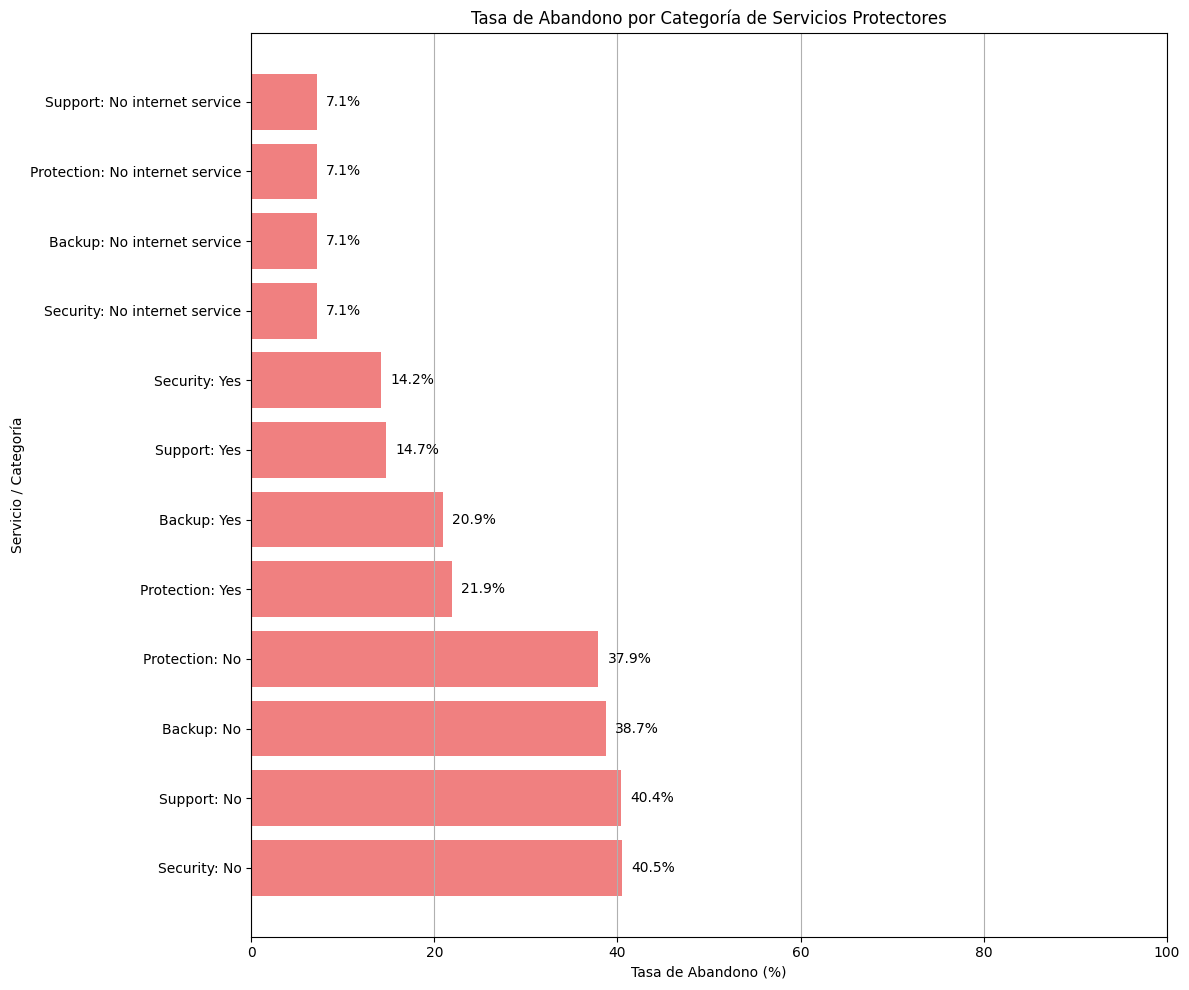 Tasa de Abandono por Categoría de Servicios Protectores
Support: No internet service 7.1%
Protection: No internet service 7.1%
Backup: No internet service 7.1%
Security: No internet service 7.1%
Security: Yes 14.2%
Support: Yes 14.7%
Backup: Yes 20.9%
Protection: Yes 21.9%
Protection: No 37.9%
Backup: No 38.7%
Support: No 40.4%
Security: No 40.5%
Servicio / Categoría
0 20 40 60 80 100
Tasa de Abandono (%)